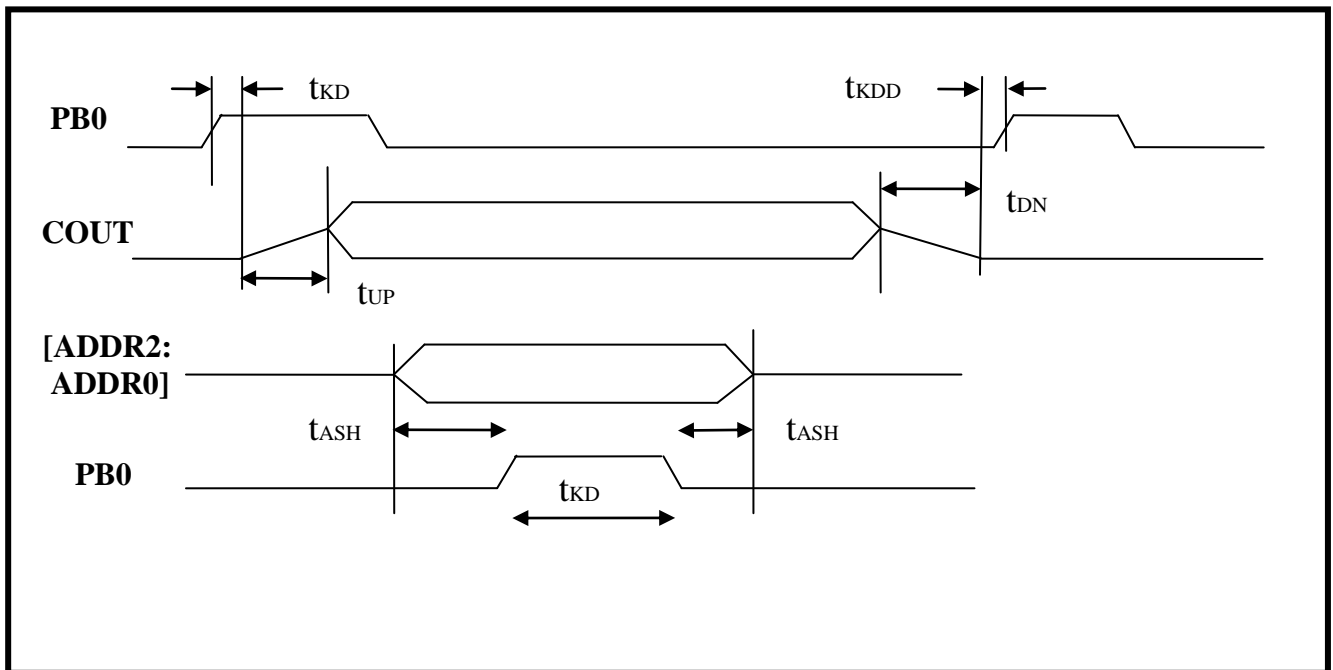 tKD
tKDD
PB0
tDN
COUT
tUP
[ADDR2:
ADDR0]
tASH
tASH
PB0
tKD